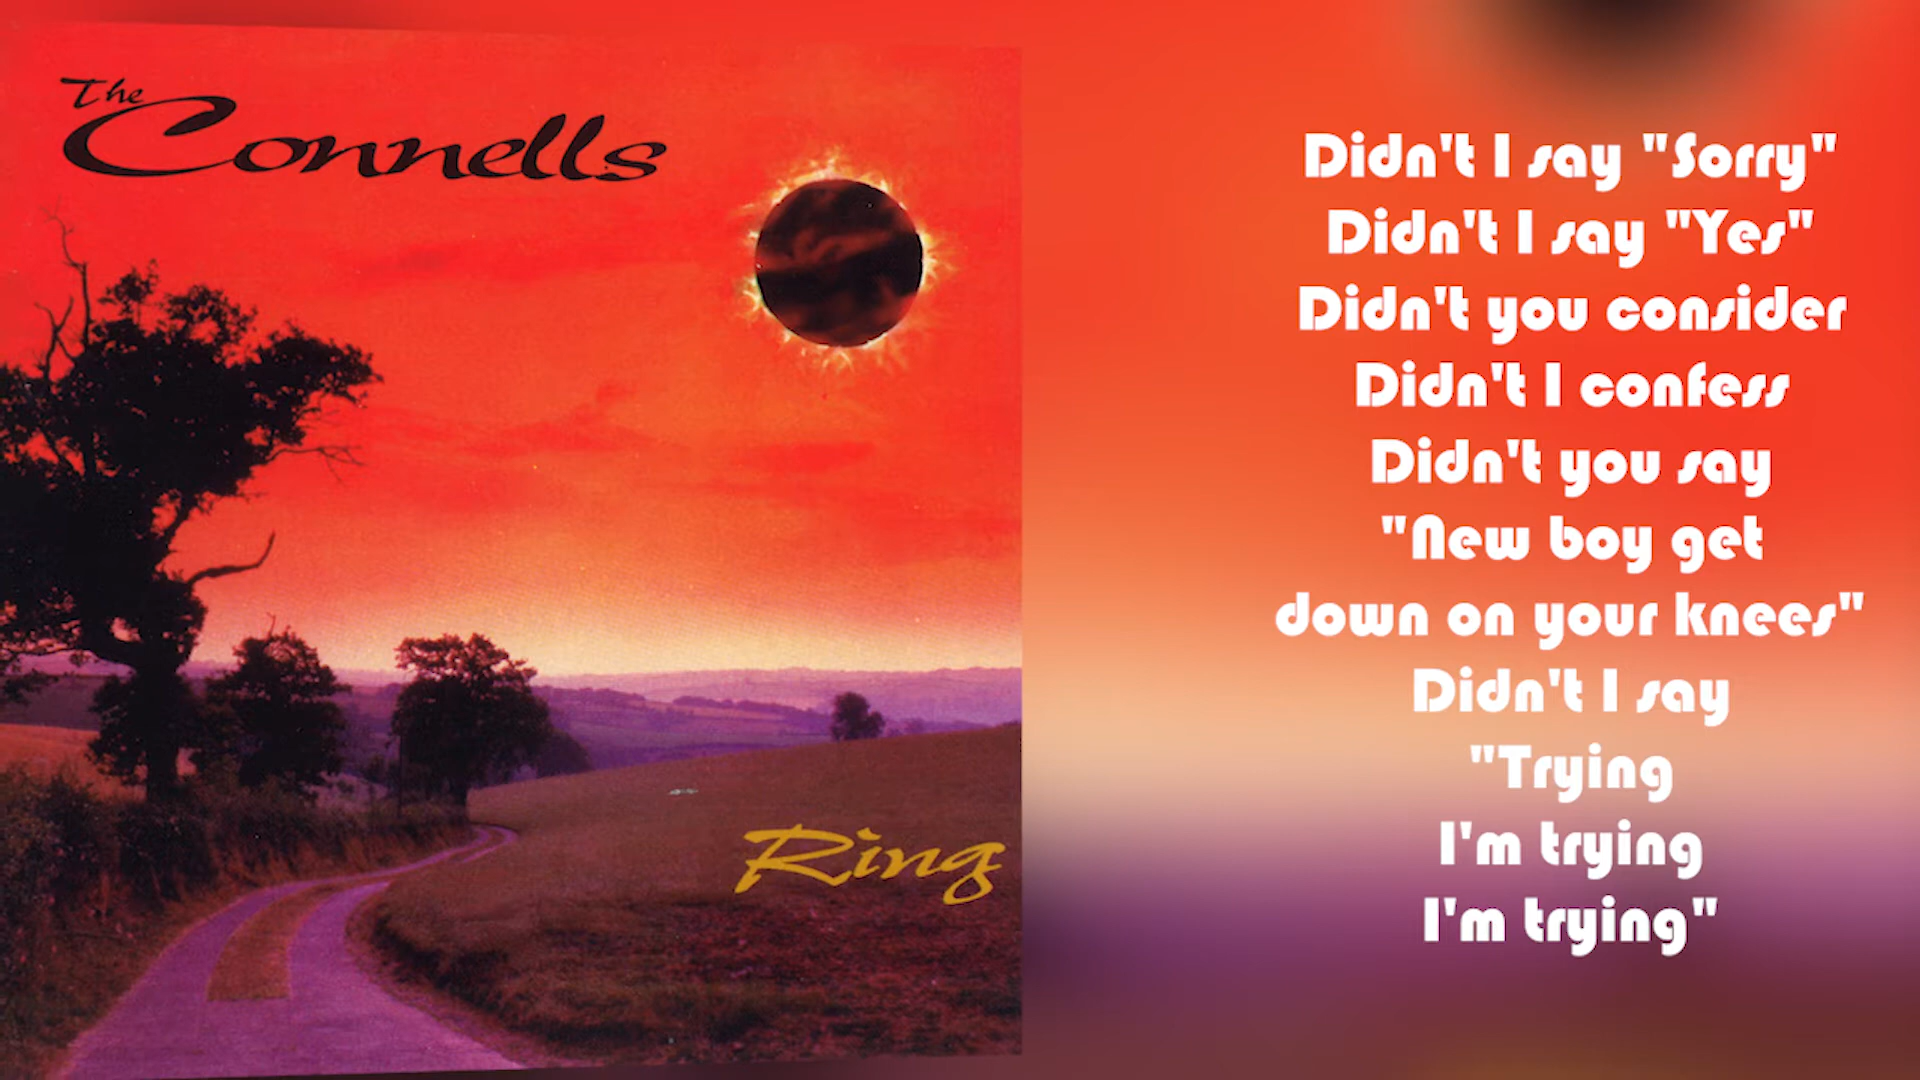 The
Connells
Ring
Didn't I say "Sorry"
Didn't I say "Yes"
Didn't you consider
Didn't I confess
Didn't you say
"New boy get
down on your knees"
Didn't I say
"Trying
I'm trying
I'm trying"